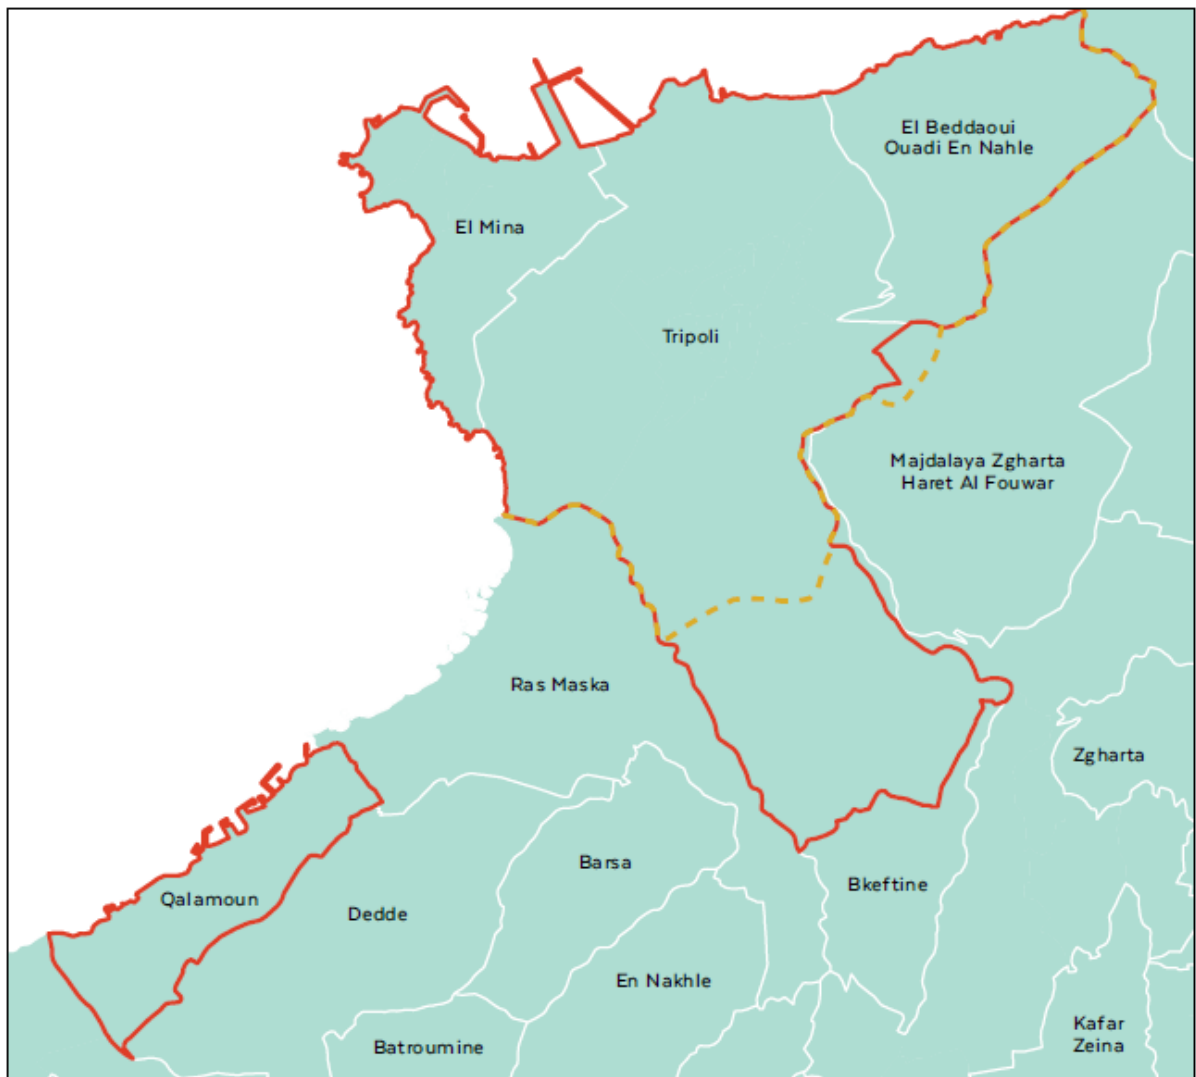 El Beddaoui
Ouadi En Nahle
El Mina
Tripoli
Majdalaya Zgharta
Haret Al Fouwar
Ras Maska
Zgharta
Barsa
Bkeftine
Qalamoun
Dedde
En Nakhle
Kafar
Zeina
Batroumine